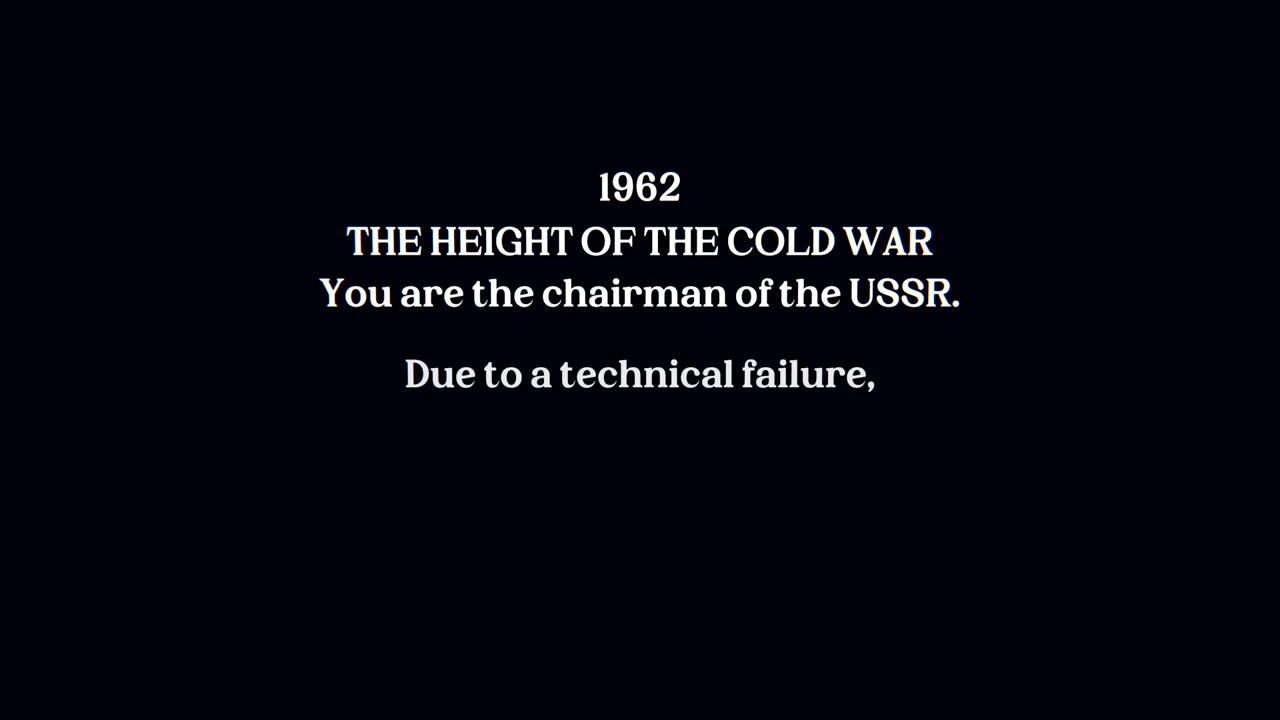 1962
THE HEIGHT OF THE COLD WAR
You are the chairman of the USSR.
Due to a technical failure,